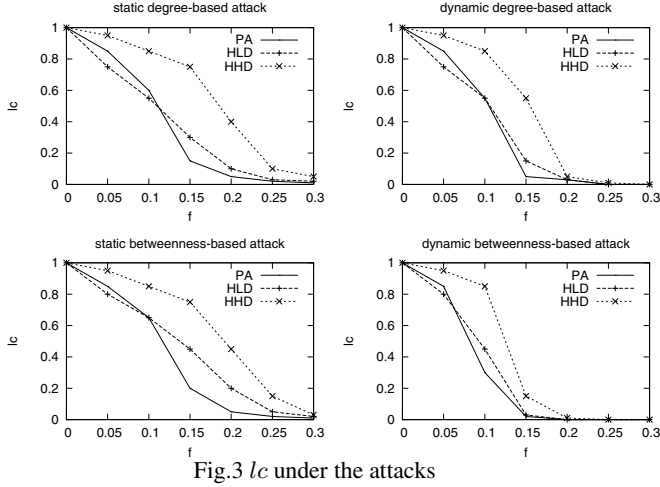 static degree-based attack
1
0.8
0.6
0.4
0.2
0
lc
PA
HLD
HHD
0 0.05 0.1 0.15 0.2 0.25 0.3
f
dynamic degree-based attack
1
0.8
0.6
0.4
0.2
0
lc
PA
HLD
HHD
0 0.05 0.1 0.15 0.2 0.25 0.3
f
static betweenness-based attack
1
0.8
0.6
0.4
0.2
0
lc
PA
HLD
HHD
0 0.05 0.1 0.15 0.2 0.25 0.3
f
dynamic betweenness-based attack
1
0.8
0.6
0.4
0.2
0
lc
PA
HLD
HHD
0 0.05 0.1 0.15 0.2 0.25 0.3
f
Fig.3 lc under the attacks